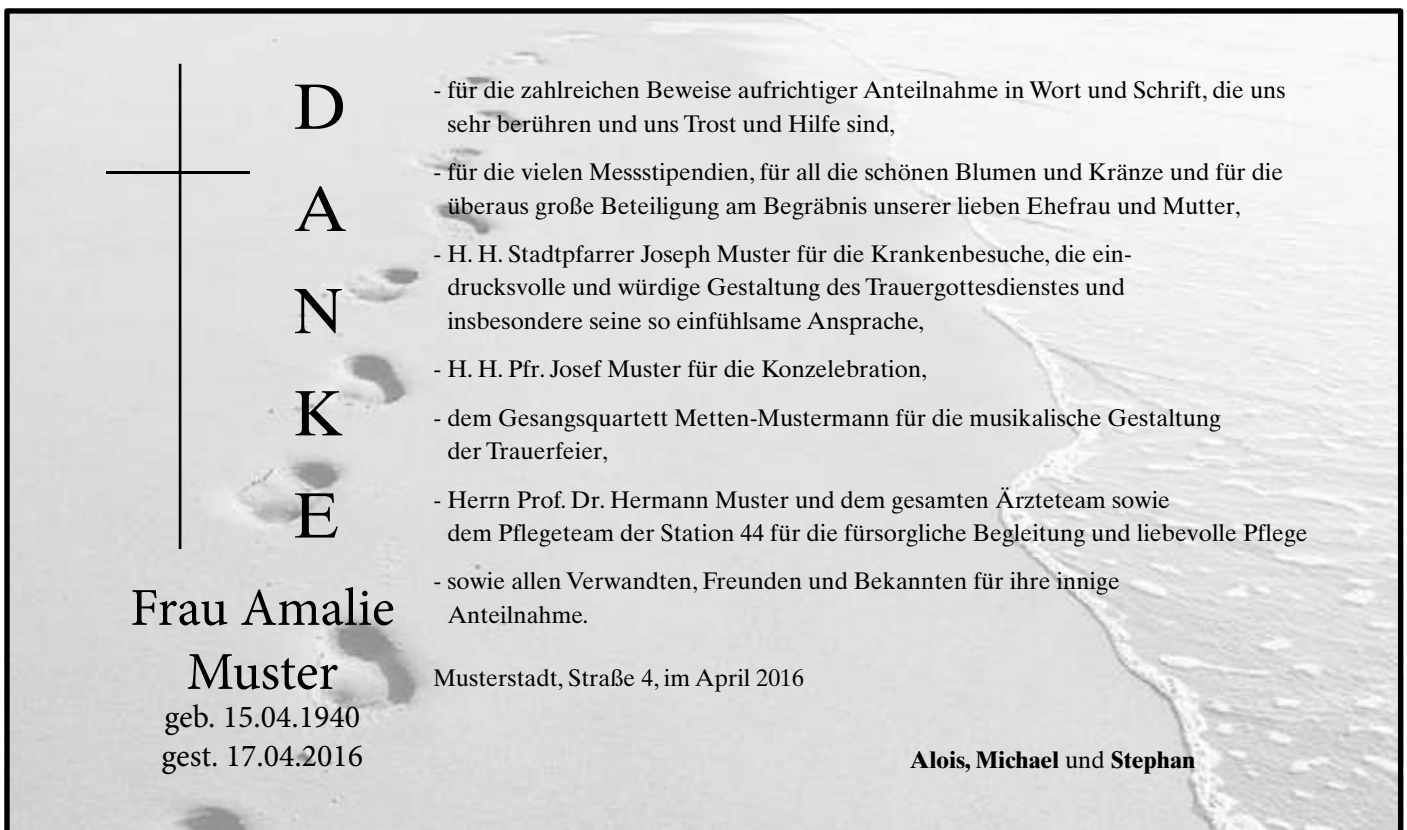 D
A
N
K
E
Frau Amalie
Muster
geb. 15.04.1940
gest. 17.04.2016
- für die zahlreichen Beweise aufrichtiger Anteilnahme in Wort und Schrift, die uns
sehr berühren und uns Trost und Hilfe sind,
- für die vielen Messstipendien, für all die schönen Blumen und Kränze und für die
überaus große Beteiligung am Begräbnis unserer lieben Ehefrau und Mutter,
- H. H. Stadtpfarrer Joseph Muster für die Krankenbesuche, die ein-
drucksvolle und würdige Gestaltung des Trauergottesdienstes und
insbesondere seine so einfühlsame Ansprache,
- H. H. Pfr. Josef Muster für die Konzelebration,
- dem Gesangsquartett Metten-Mustermann für die musikalische Gestaltung
der Trauerfeier,
- Herrn Prof. Dr. Hermann Muster und dem gesamten Ärzteteam sowie
dem Pflegeteam der Station 44 für die fürsorgliche Begleitung und liebevolle Pflege
- sowie allen Verwandten, Freunden und Bekannten für ihre innige
Anteilnahme.
Musterstadt, Straße 4, im April 2016
Alois, Michael und Stephan